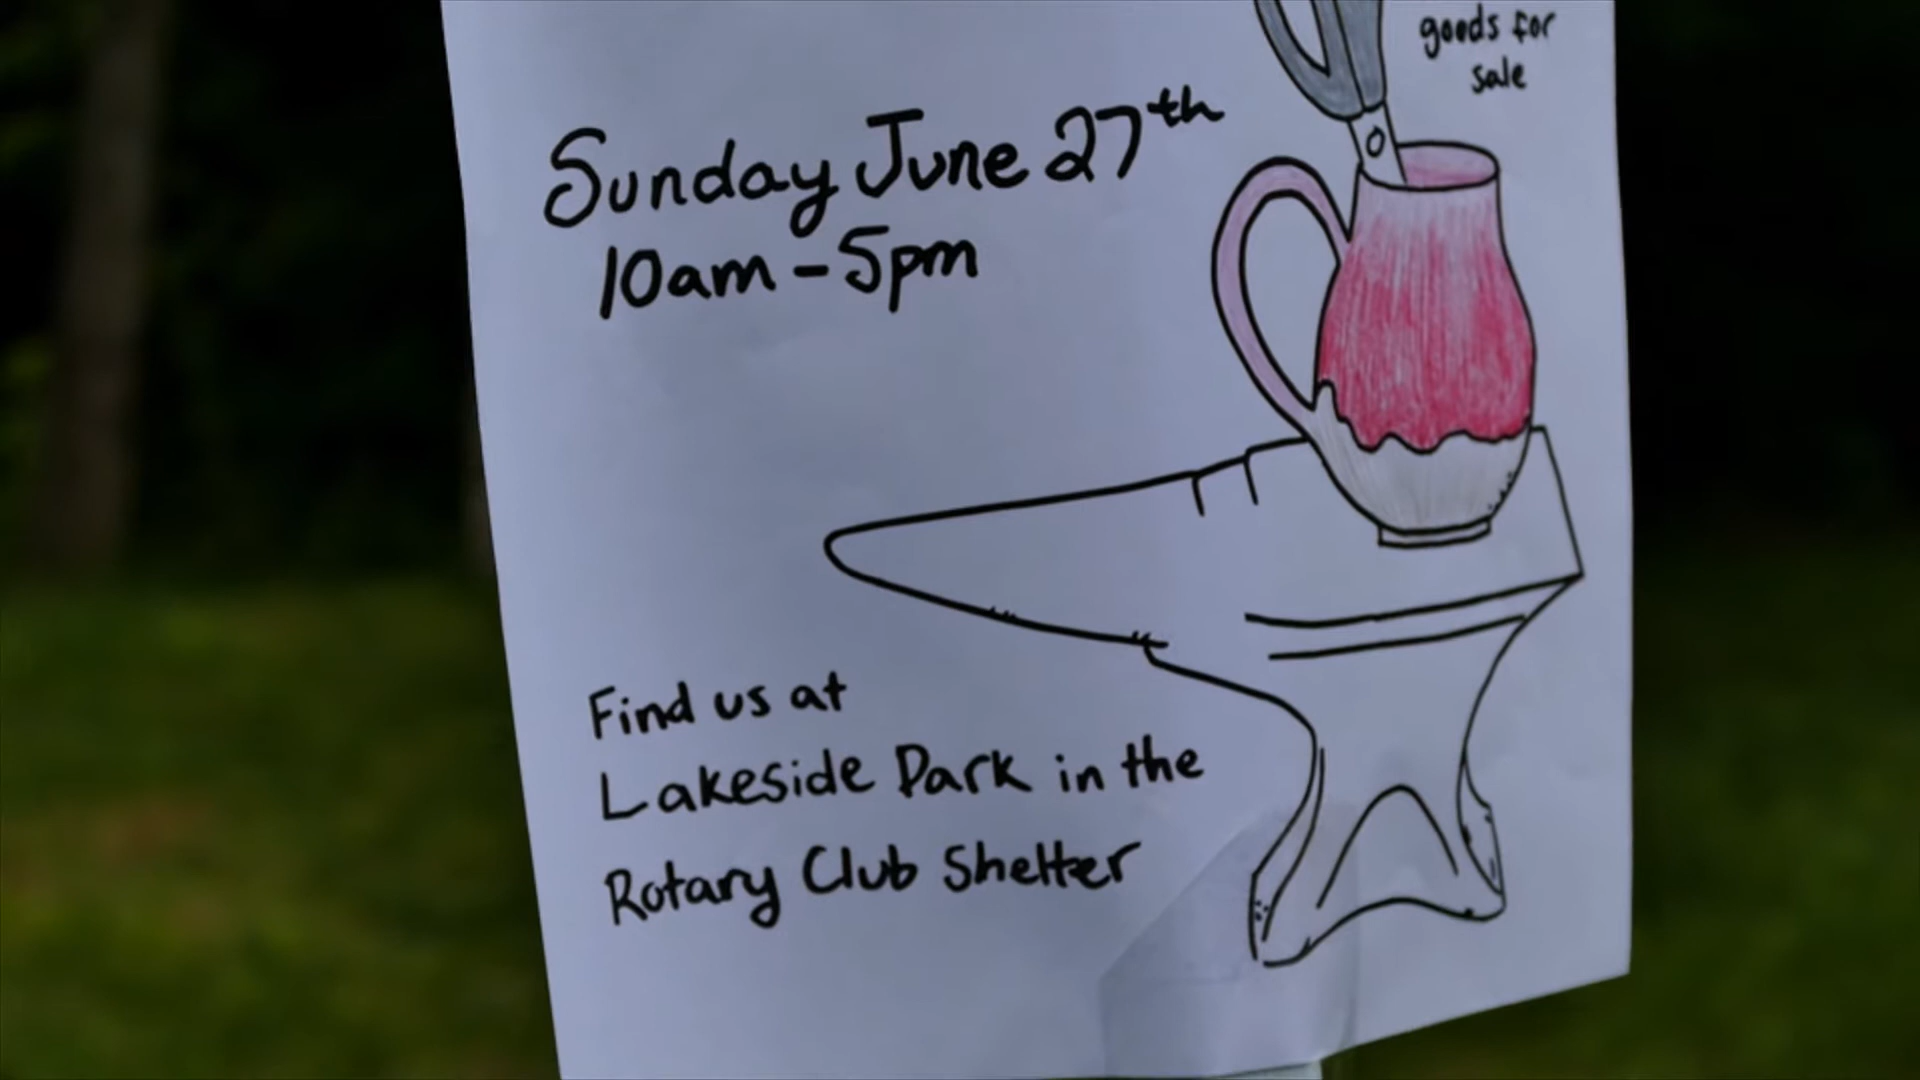 goods for
sale
Sunday June 27th
10am - 5pm
Find us at
Lakeside Park in the
Rotary Club Shelter